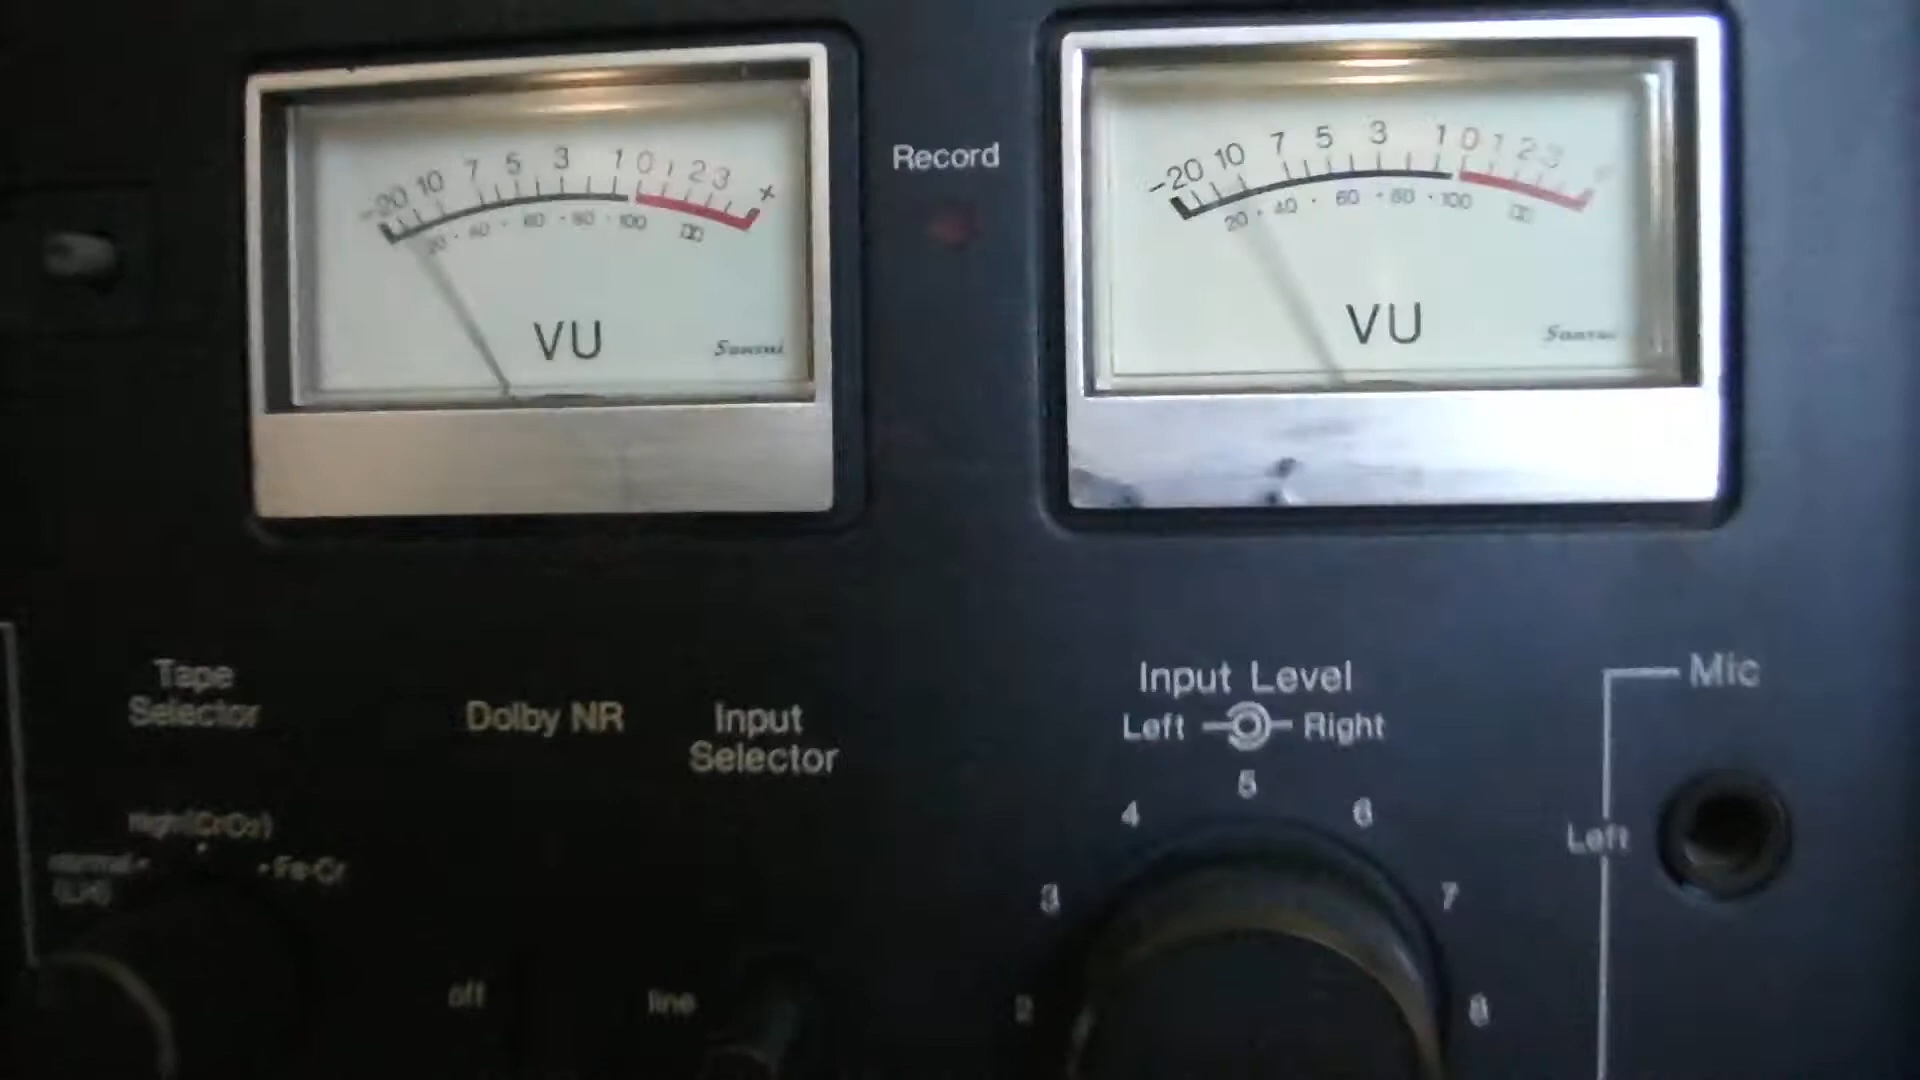 -20 10 7 5 3 1 0 1 2 3 +
20 40 60 80 100
VU
Sansui
Record
-20 10 7 5 3 1 0 1 2 3
20 40 60 80 100
VU
Sansui
Tape
Selector
Dolby NR
Input
Selector
High(CrO₂)
normal
(LH)
Fe-Cr
off
line
Input Level
Left Right
2 3 4 5 6 7 8
Mic
Left